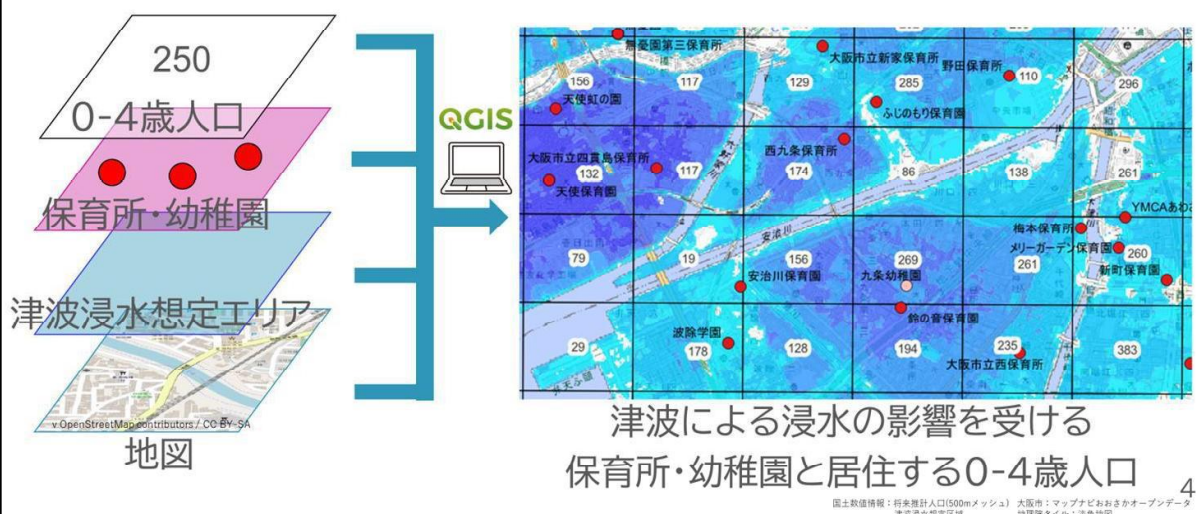 250
0-4歳人口
保育所・幼稚園
津波浸水想定エリア
v OpenStreetMap contributors / CC BY-SA
地図
QGIS
恵憂園第三保育所
大阪市立新家保育所
野田保育所
156
117
129
285
110
296
天使虹の園
ふじのもり保育園
大阪市立四貫島保育所
西九条保育所
132
117
174
86
138
261
天使保育園
YMCAあわざ
梅本保育所
安治川
メリーガーデン保育園
79
19
156
269
261
260
安治川保育園
九条幼稚園
新町保育園
鈴の音保育園
波除学園
29
178
128
194
235
383
大阪市立西保育所
津波による浸水の影響を受ける
保育所・幼稚園と居住する0-4歳人口
4
国土数値情報：将来推計人口(500mメッシュ) 大阪市：マップナビおおさかオープンデータ